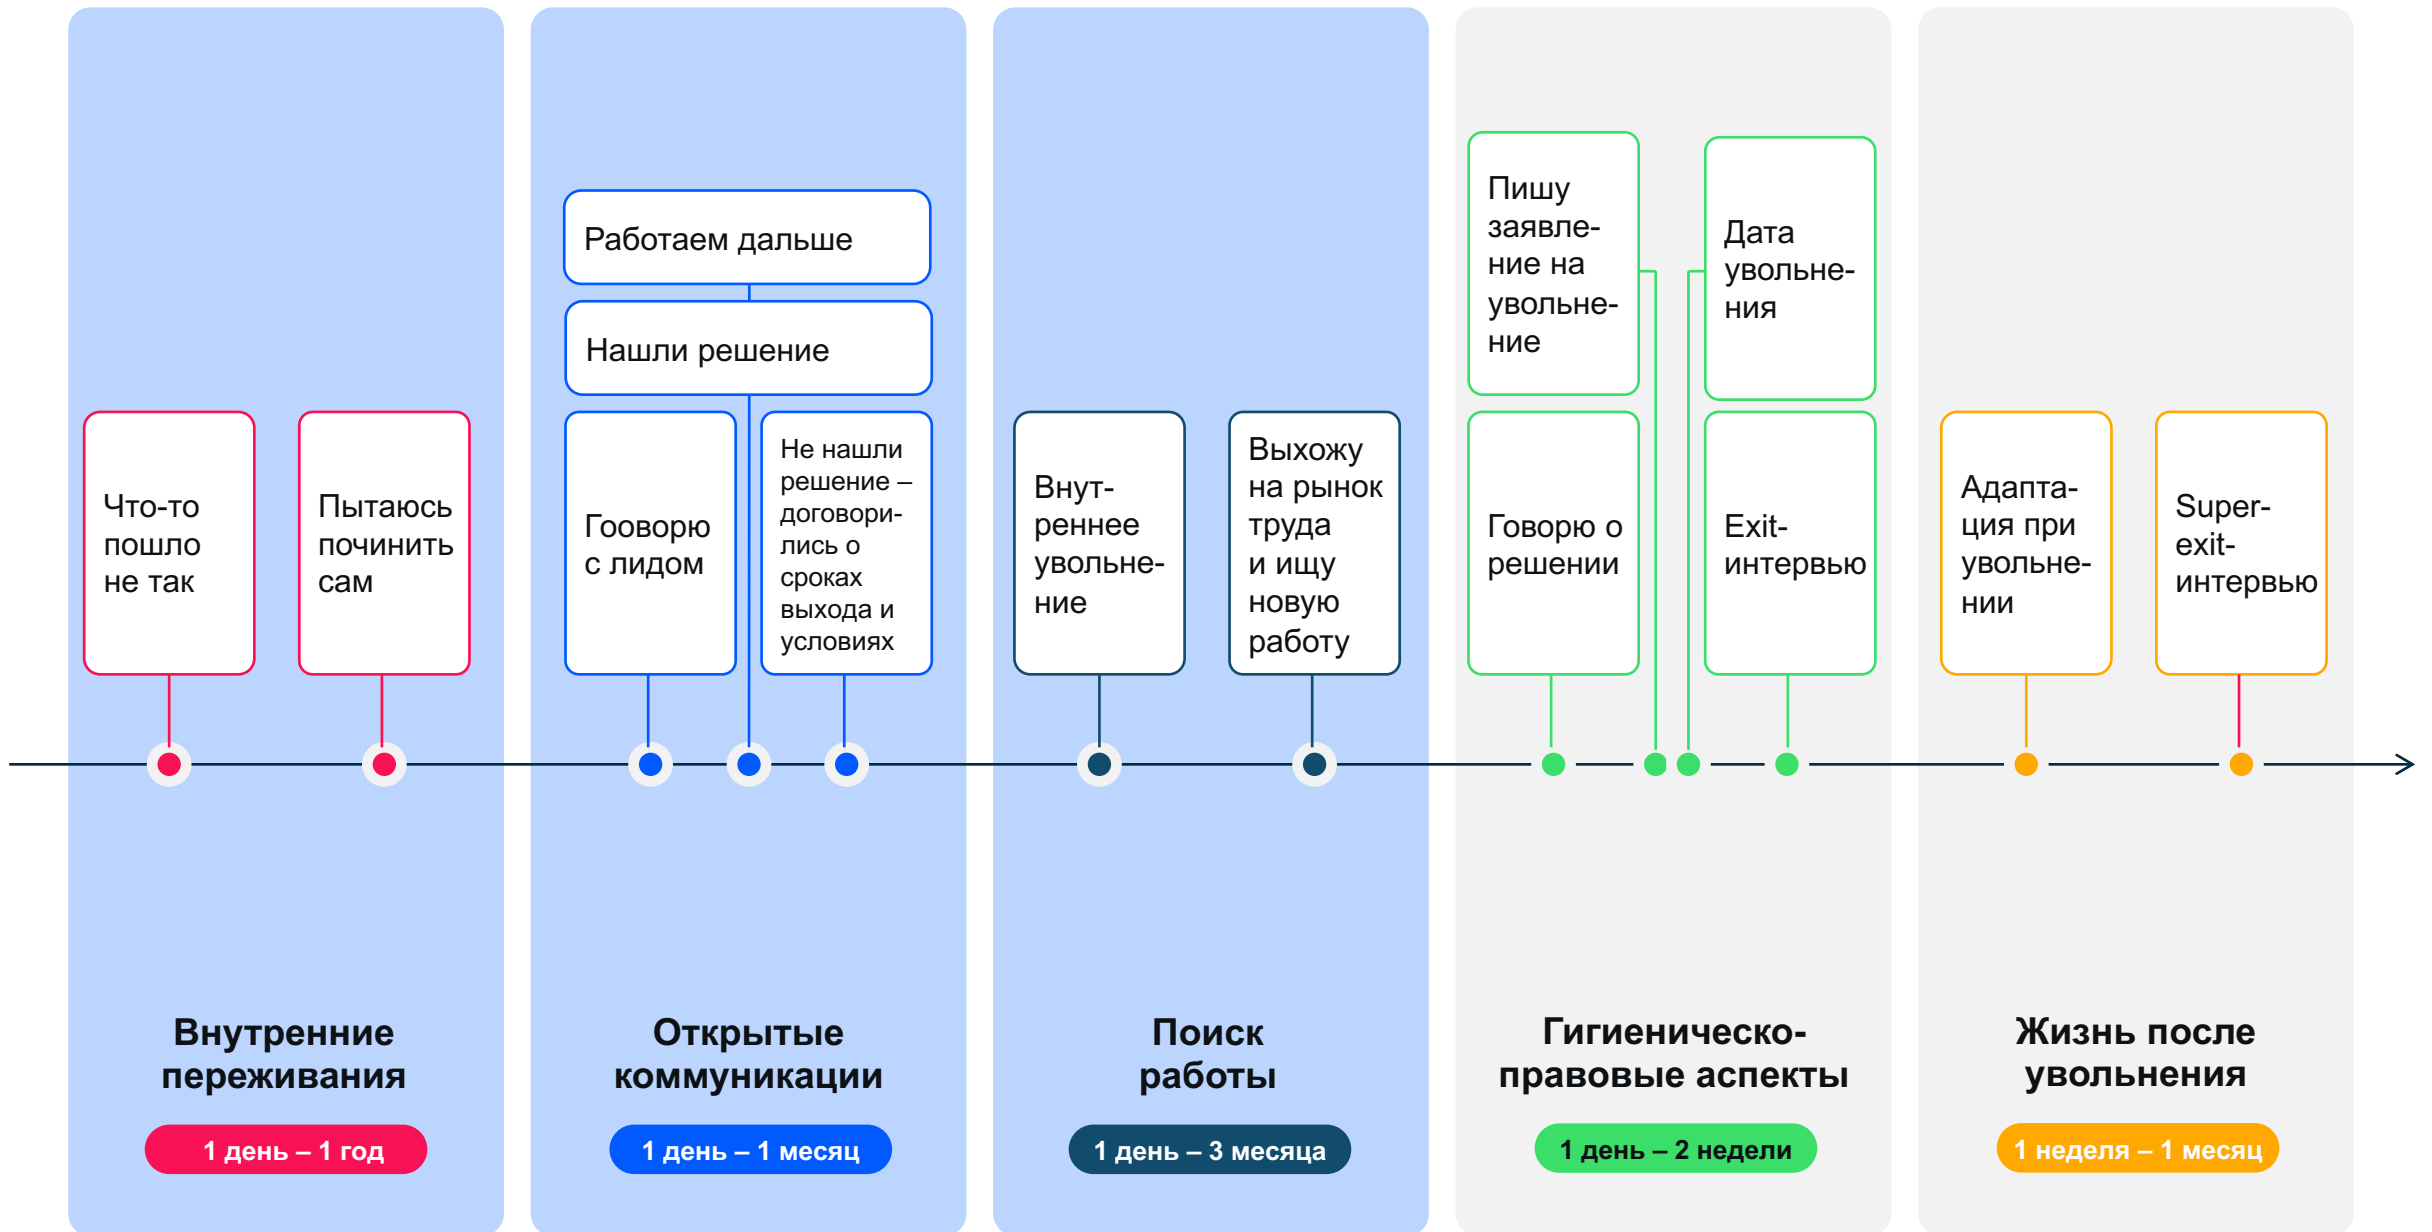 Что-то
пошло
не так
Пытаюсь
починить
сам
Внутренние
переживания
1 день – 1 год
Работаем дальше
Нашли решение
Гооворю
с лидом
Не нашли
решение –
договори-
лись о
сроках
выхода и
условиях
Открытые
коммуникации
1 день – 1 месяц
Внут-
реннее
увольне-
ние
Выхожу
на рынок
труда
и ищу
новую
работу
Поиск
работы
1 день – 3 месяца
Пишу
заявле-
ние на
увольне-
ние
Дата
увольне-
ния
Говорю о
решении
Exit-
интервью
Гигиеническо-
правовые аспекты
1 день – 2 недели
Адапта-
ция при
увольне-
нии
Super-
exit-
интервью
Жизнь после
увольнения
1 неделя – 1 месяц